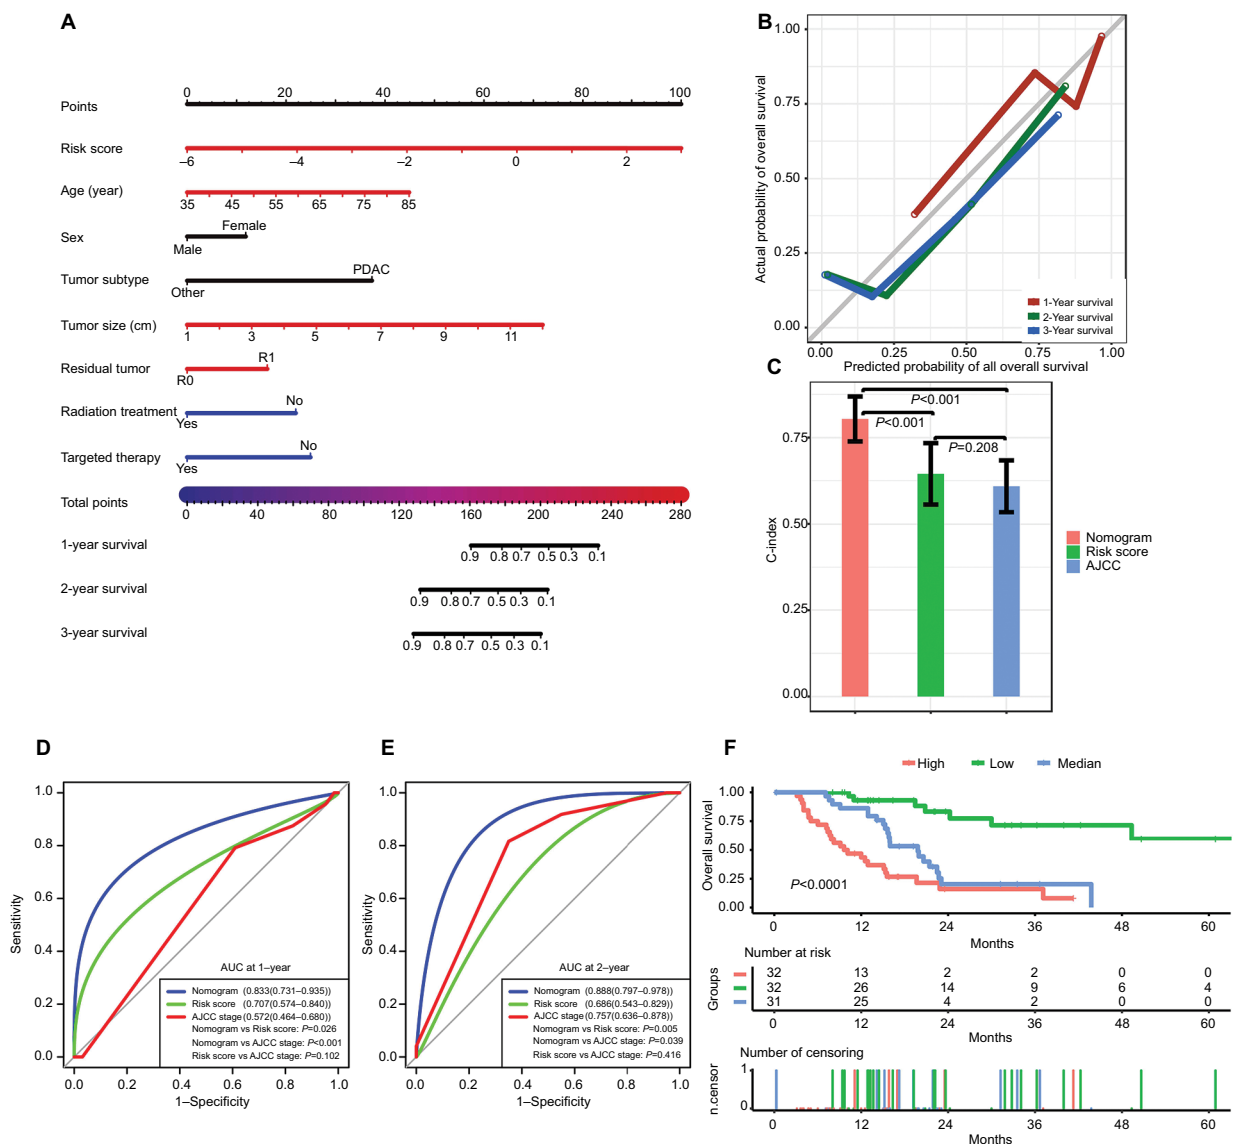 A
Points
0 20 40 60 80 100
Risk score
–6 –4 –2 0 2
Age (year)
35 45 55 65 75 85
Sex
Female
Male
Tumor subtype
PDAC
Other
Tumor size (cm)
1 3 5 7 9 11
Residual tumor
R1
R0
Radiation treatment
No
Yes
Targeted therapy
No
Yes
Total points
0 40 80 120 160 200 240 280
1-year survival
0.9 0.8 0.7 0.5 0.3 0.1
2-year survival
0.9 0.8 0.7 0.5 0.3 0.1
3-year survival
0.9 0.8 0.7 0.5 0.3 0.1
B
Actual probability of overall survival
1.00
0.75
0.50
0.25
0.00
1-Year survival
2-Year survival
3-Year survival
0.00 0.25 0.50 0.75 1.00
Predicted probability of all overall survival
C
C-index
0.75
0.50
0.25
0.00
P<0.001
P<0.001
P=0.208
Nomogram
Risk score
AJCC
D
Sensitivity
1.0
0.8
0.6
0.4
0.2
0.0
AUC at 1–year
Nomogram (0.833(0.731–0.935))
Risk score (0.707(0.574–0.840))
AJCC stage(0.572(0.464–0.680))
Nomogram vs Risk score: P=0.026
Nomogram vs AJCC stage: P<0.001
Risk score vs AJCC stage: P=0.102
0.0 0.2 0.4 0.6 0.8 1.0
1–Specificity
E
Sensitivity
1.0
0.8
0.6
0.4
0.2
0.0
AUC at 2–year
Nomogram (0.888(0.797–0.978))
Risk score (0.686(0.543–0.829))
AJCC stage(0.757(0.636–0.878))
Nomogram vs Risk score: P=0.005
Nomogram vs AJCC stage: P=0.039
Risk score vs AJCC stage: P=0.416
0.0 0.2 0.4 0.6 0.8 1.0
1–Specificity
F
High Low Median
Overall survival
1.00
0.75
0.50
0.25
0.00
P<0.0001
0 12 24 36 48 60
Months
Number at risk
Groups
32 13 2 2 0 0
32 26 14 9 6 4
31 25 4 2 0 0
0 12 24 36 48 60
Months
Number of censoring
n.censor
1
0
0 12 24 36 48 60
Months